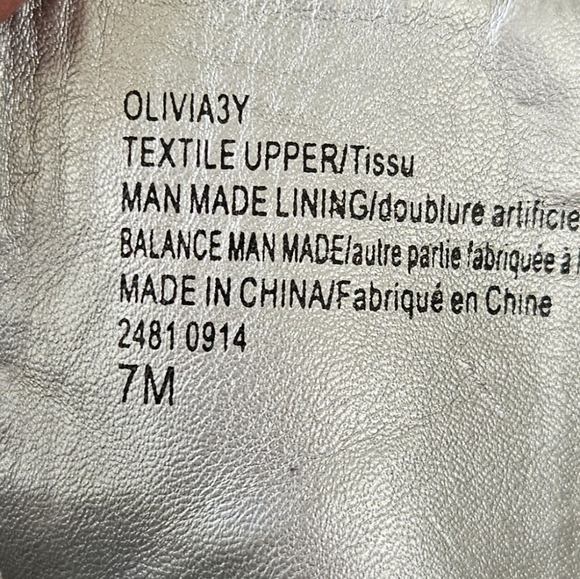 OLIVIA3Y
TEXTILE UPPER/Tissu
MAN MADE LINING/doublure artificie
BALANCE MAN MADE/autre partie fabriquée à
MADE IN CHINA/Fabriqué en Chine
2481 0914
7M